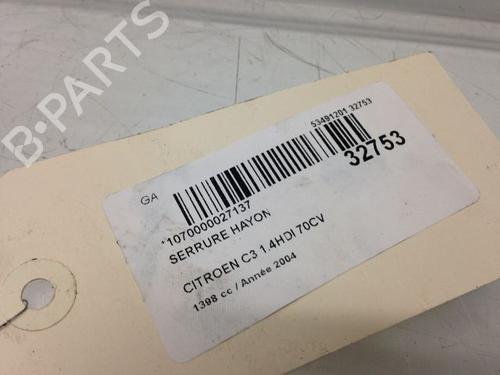 B-PARTS
GA
53491201 32753
32753
*1070000027137
SERRURE HAYON
CITROEN C3 1.4HDI 70CV
1398 cc / Année 2004